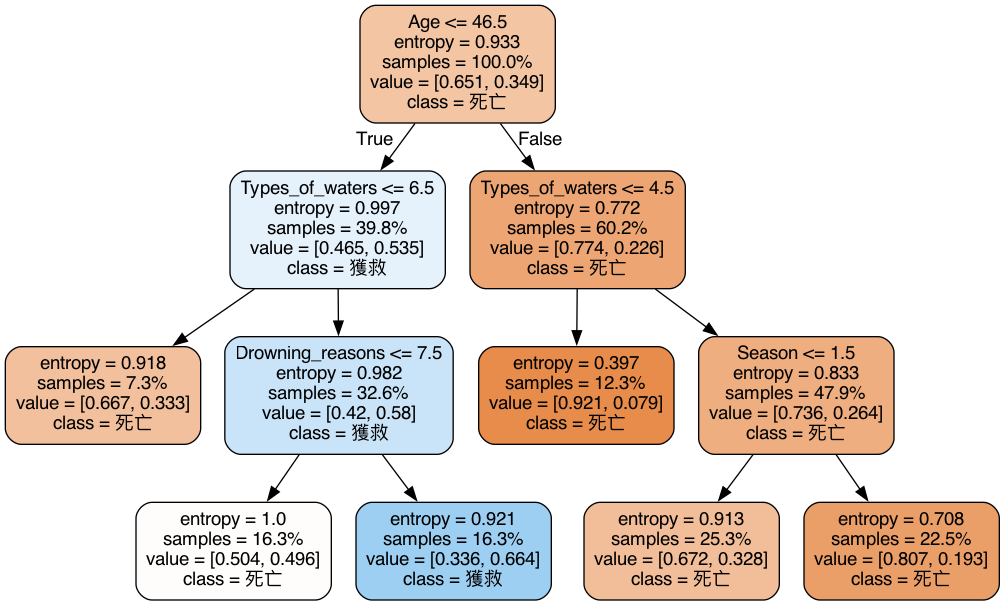 Age <= 46.5
entropy = 0.933
samples = 100.0%
value = [0.651, 0.349]
class = 死亡
True
False
Types_of_waters <= 6.5
entropy = 0.997
samples = 39.8%
value = [0.465, 0.535]
class = 獲救
Types_of_waters <= 4.5
entropy = 0.772
samples = 60.2%
value = [0.774, 0.226]
class = 死亡
entropy = 0.918
samples = 7.3%
value = [0.667, 0.333]
class = 死亡
Drowning_reasons <= 7.5
entropy = 0.982
samples = 32.6%
value = [0.42, 0.58]
class = 獲救
entropy = 0.397
samples = 12.3%
value = [0.921, 0.079]
class = 死亡
Season <= 1.5
entropy = 0.833
samples = 47.9%
value = [0.736, 0.264]
class = 死亡
entropy = 1.0
samples = 16.3%
value = [0.504, 0.496]
class = 死亡
entropy = 0.921
samples = 16.3%
value = [0.336, 0.664]
class = 獲救
entropy = 0.913
samples = 25.3%
value = [0.672, 0.328]
class = 死亡
entropy = 0.708
samples = 22.5%
value = [0.807, 0.193]
class = 死亡